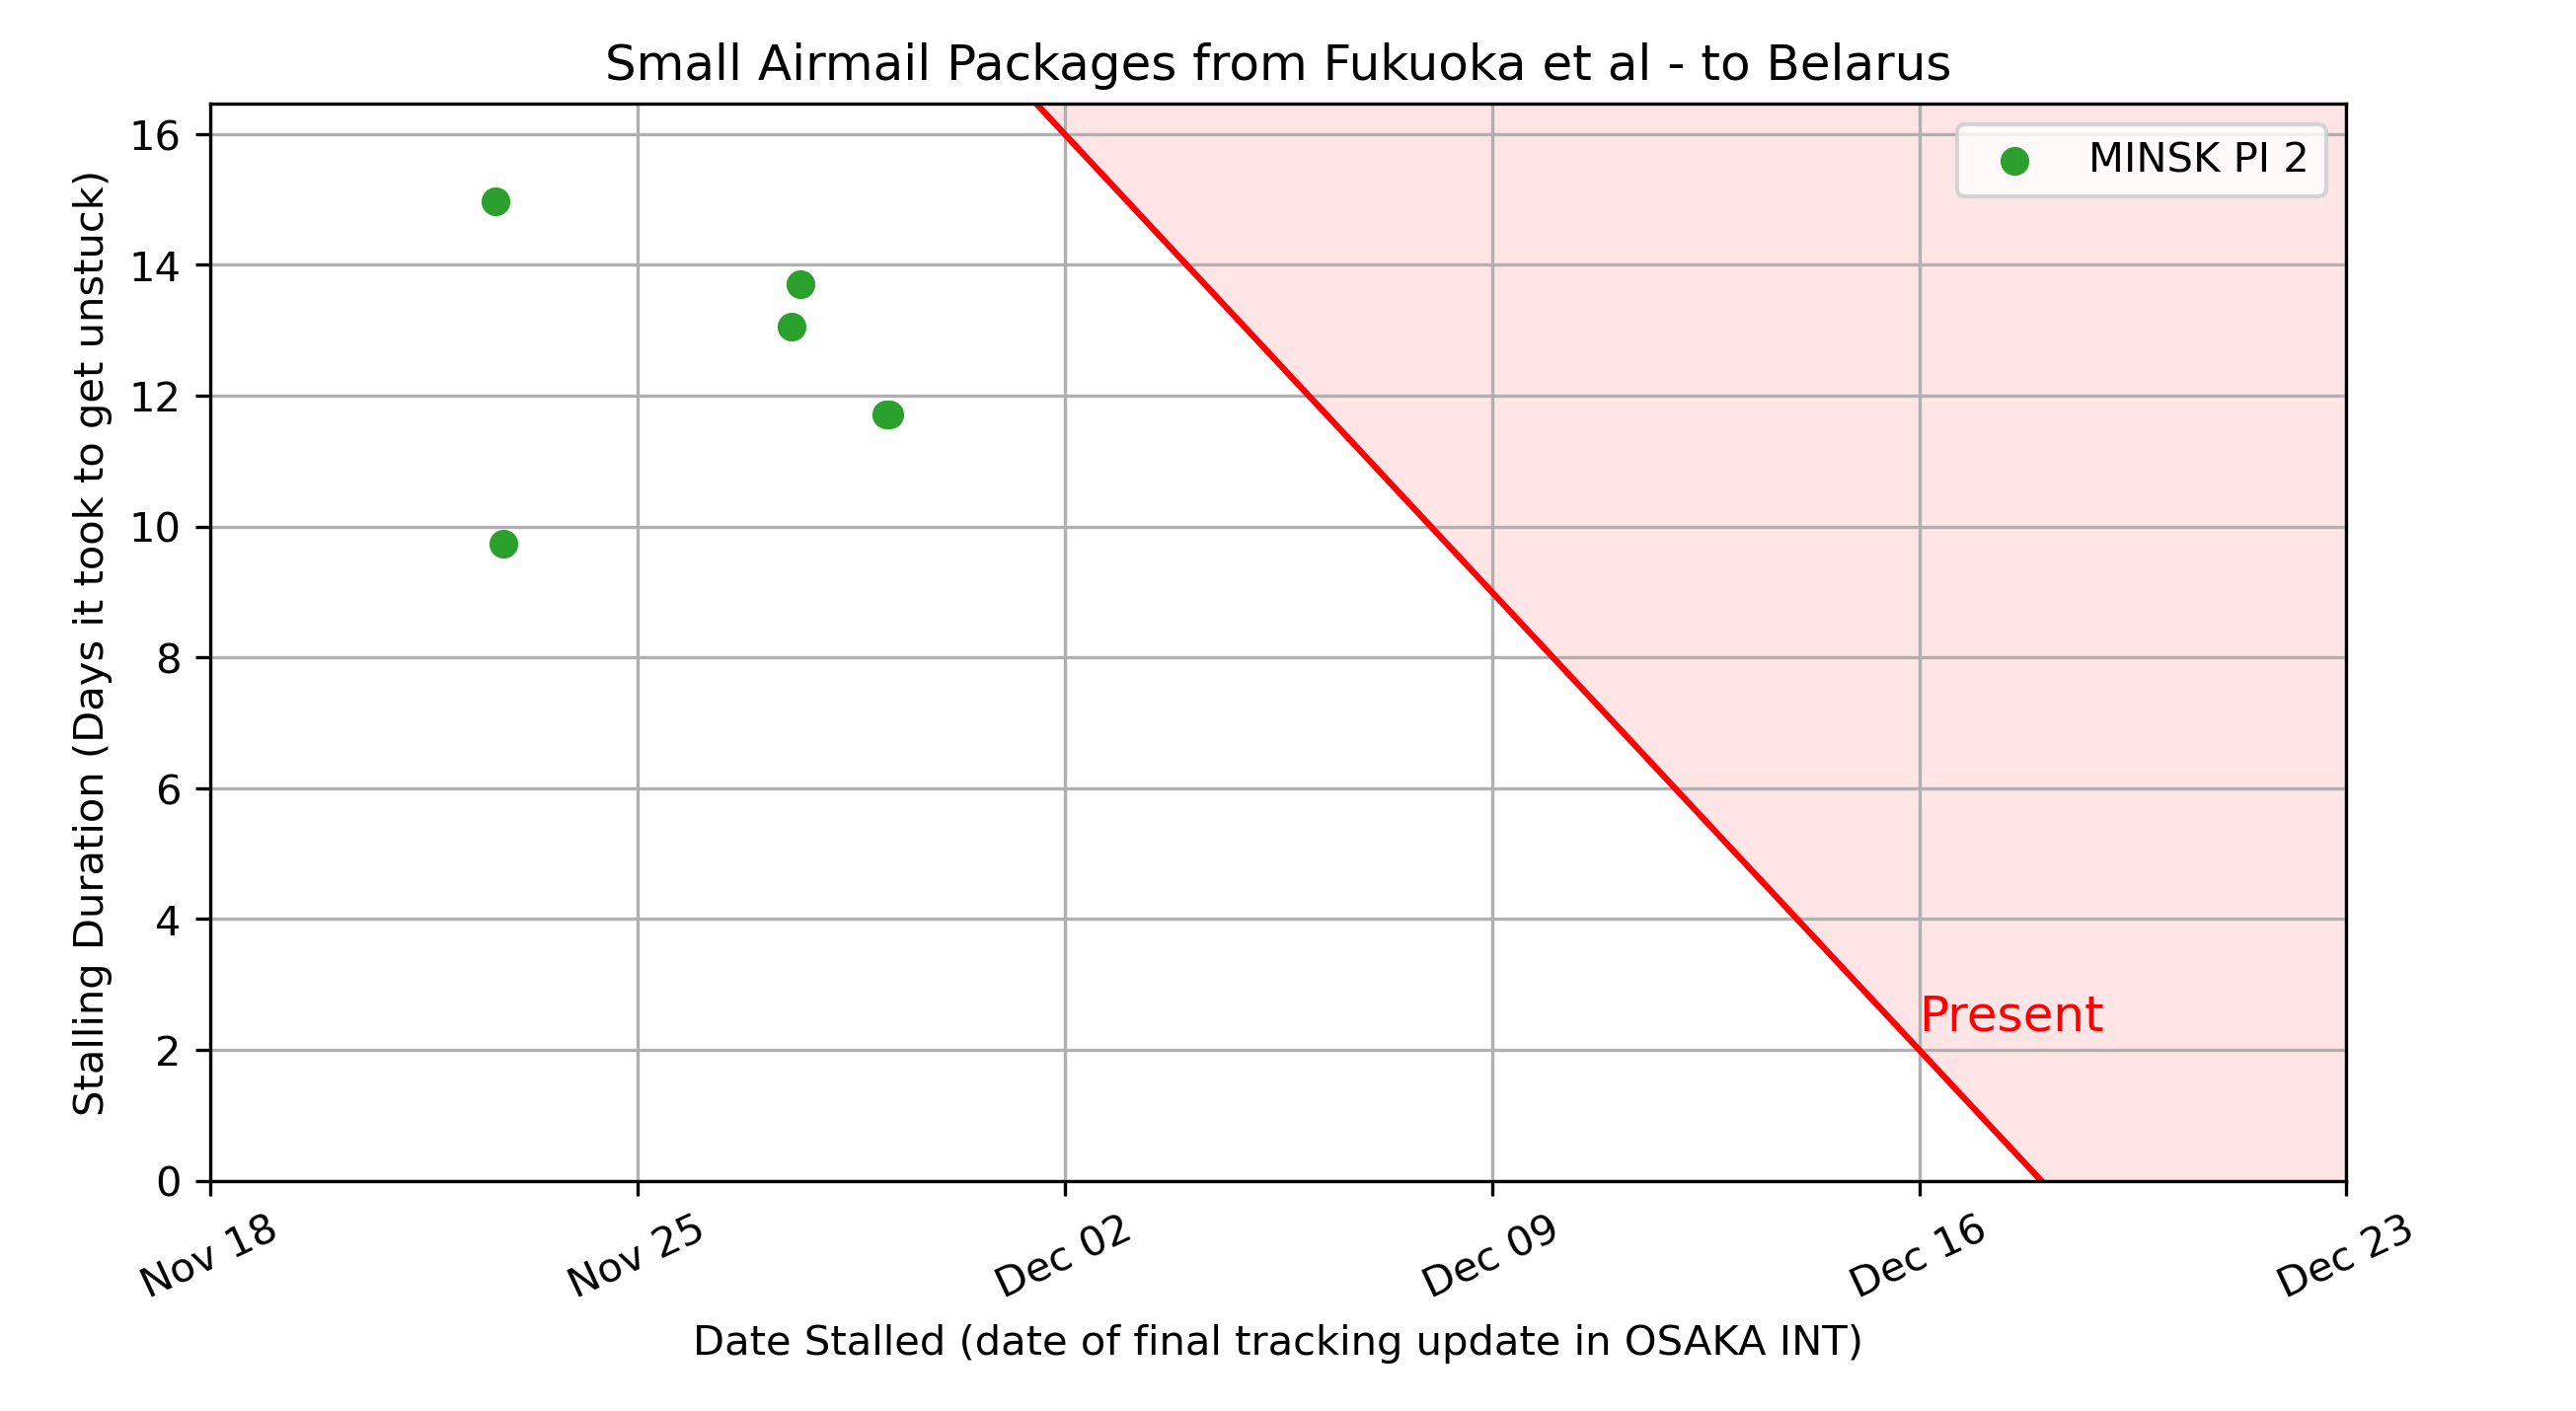 Small Airmail Packages from Fukuoka et al - to Belarus
MINSK PI 2
Stalling Duration (Days it took to get unstuck)
16
14
12
10
8
6
4
2
0
Present
Nov 18
Nov 25
Dec 02
Dec 09
Dec 16
Dec 23
Date Stalled (date of final tracking update in OSAKA INT)